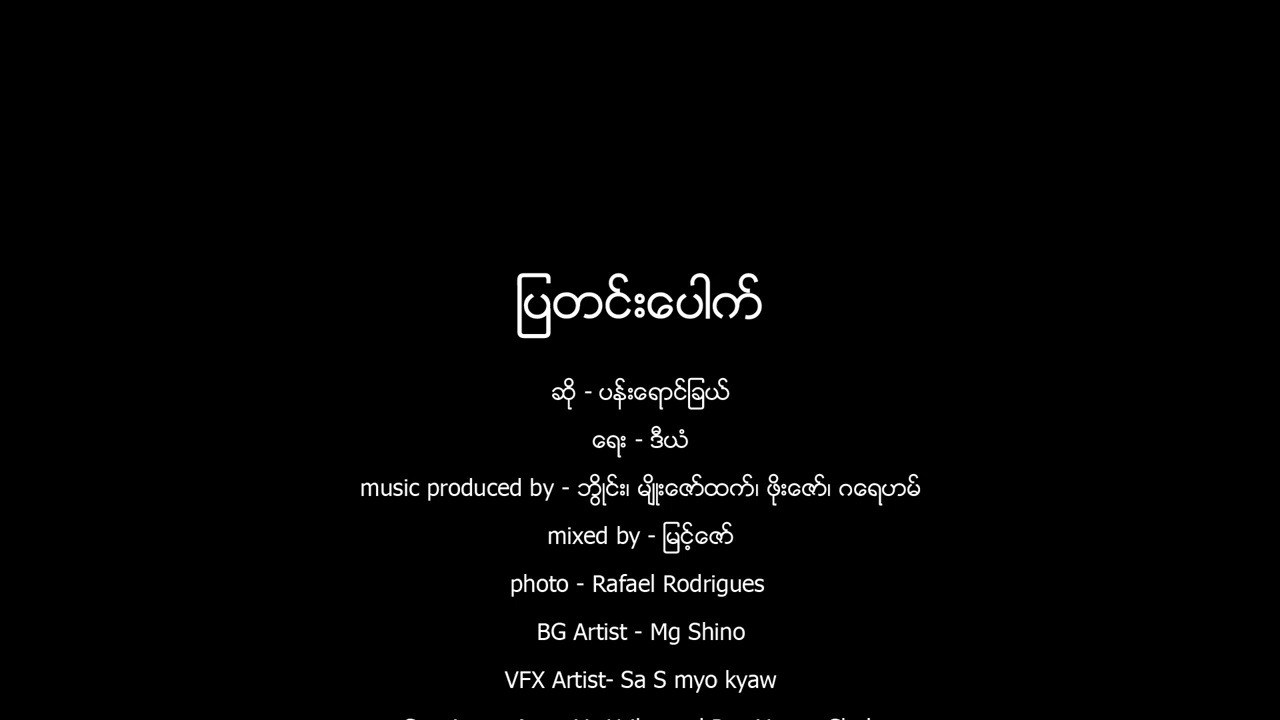 ပြတင်းပေါက်
ဆို - ပန်းရောင်ခြယ်
ရေး - ဒီယံ
music produced by - ဘွိုင်း၊ မျိုးဇော်ထက်၊ ဖိုးဇော်၊ ဂရေဟမ်
mixed by - မြင့်ဇော်
photo - Rafael Rodrigues
BG Artist - Mg Shino
VFX Artist- Sa S myo kyaw